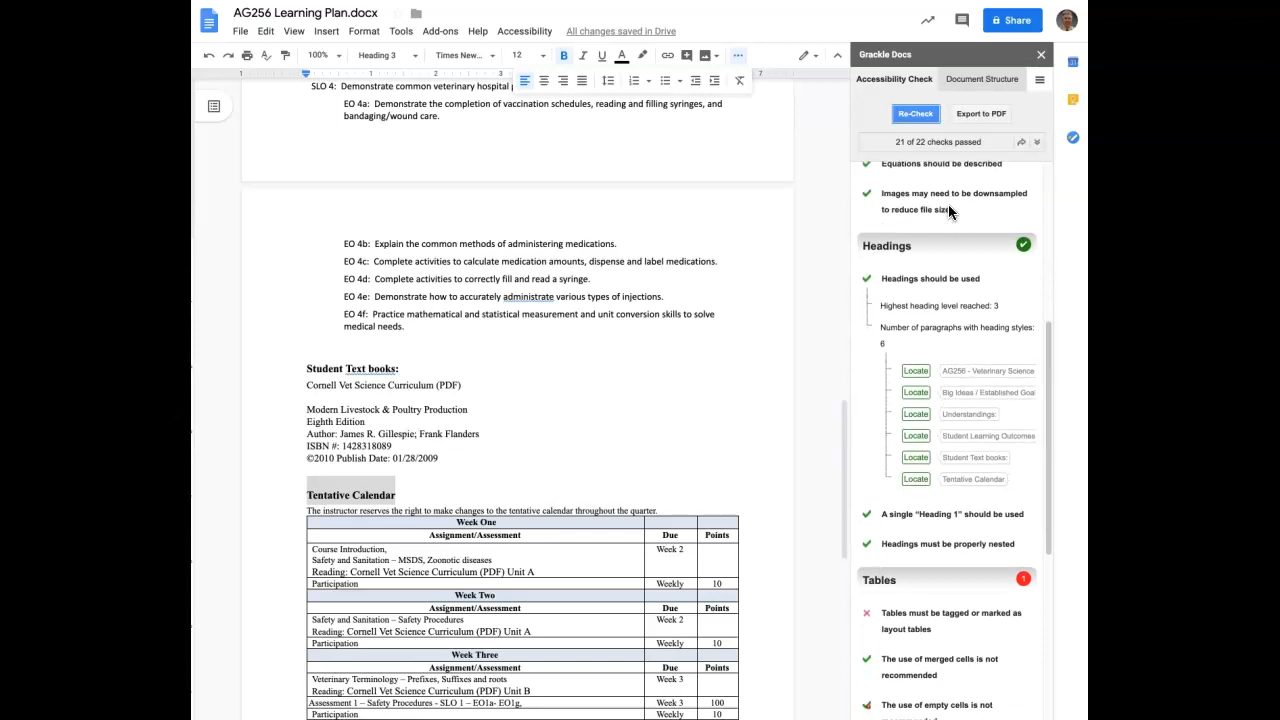 AG256 Learning Plan.docx
File Edit View Insert Format Tools Add-ons Help Accessibility All changes saved in Drive
Share
100% Heading 3 Times New... 12 B I U A
1 1 2 3 7
SLO 4: Demonstrate common veterinary hospital
EO 4a: Demonstrate the completion of vaccination schedules, reading and filling syringes, and
bandaging/wound care.
EO 4b: Explain the common methods of administering medications.
EO 4c: Complete activities to calculate medication amounts, dispense and label medications.
EO 4d: Complete activities to correctly fill and read a syringe.
EO 4e: Demonstrate how to accurately administrate various types of injections.
EO 4f: Practice mathematical and statistical measurement and unit conversion skills to solve
medical needs.
Student Text books:
Cornell Vet Science Curriculum (PDF)
Modern Livestock & Poultry Production
Eighth Edition
Author: James R. Gillespie; Frank Flanders
ISBN #: 1428318089
©2010 Publish Date: 01/28/2009
Tentative Calendar
The instructor reserves the right to make changes to the tentative calendar throughout the quarter.
Week One
Assignment/Assessment Due Points
Course Introduction, Week 2
Safety and Sanitation – MSDS, Zoonotic diseases
Reading: Cornell Vet Science Curriculum (PDF) Unit A
Participation Weekly 10
Week Two
Assignment/Assessment Due Points
Safety and Sanitation – Safety Procedures Week 2
Reading: Cornell Vet Science Curriculum (PDF) Unit A
Participation Weekly 10
Week Three
Assignment/Assessment Due Points
Veterinary Terminology – Prefixes, Suffixes and roots Week 3
Reading: Cornell Vet Science Curriculum (PDF) Unit B
Assessment 1 – Safety Procedures - SLO 1 – EO1a- EO1g, Week 3 100
Participation Weekly 10
Grackle Docs
Accessibility Check Document Structure
Re-Check Export to PDF
21 of 22 checks passed
Equations should be described
Images may need to be downsampled
to reduce file size
Headings
Headings should be used
Highest heading level reached: 3
Number of paragraphs with heading styles:
6
Locate AG256 - Veterinary Science
Locate Big Ideas / Established Goa
Locate Understandings:
Locate Student Learning Outcomes
Locate Student Text books:
Locate Tentative Calendar
A single “Heading 1” should be used
Headings must be properly nested
Tables 1
Tables must be tagged or marked as
layout tables
The use of merged cells is not
recommended
The use of empty cells is not